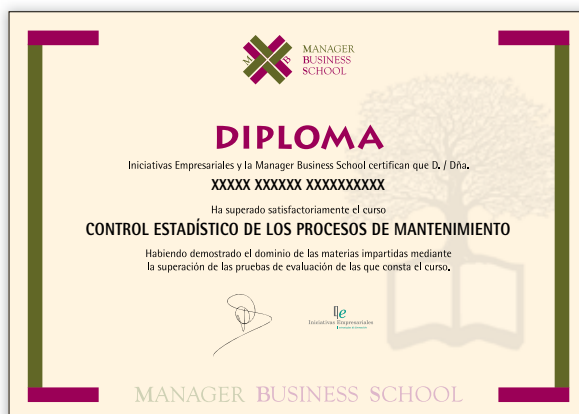 M B
MANAGER
BUSINESS
SCHOOL
DIPLOMA
Iniciativas Empresariales y la Manager Business School certifican que D. / Dña.
XXXXX XXXXXX XXXXXXXXXX
Ha superado satisfactoriamente el curso
CONTROL ESTADÍSTICO DE LOS PROCESOS DE MANTENIMIENTO
Habiendo demostrado el dominio de las materias impartidas mediante
la superación de las pruebas de evaluación de las que consta el curso.
Iniciativas Empresariales
MANAGER BUSINESS SCHOOL